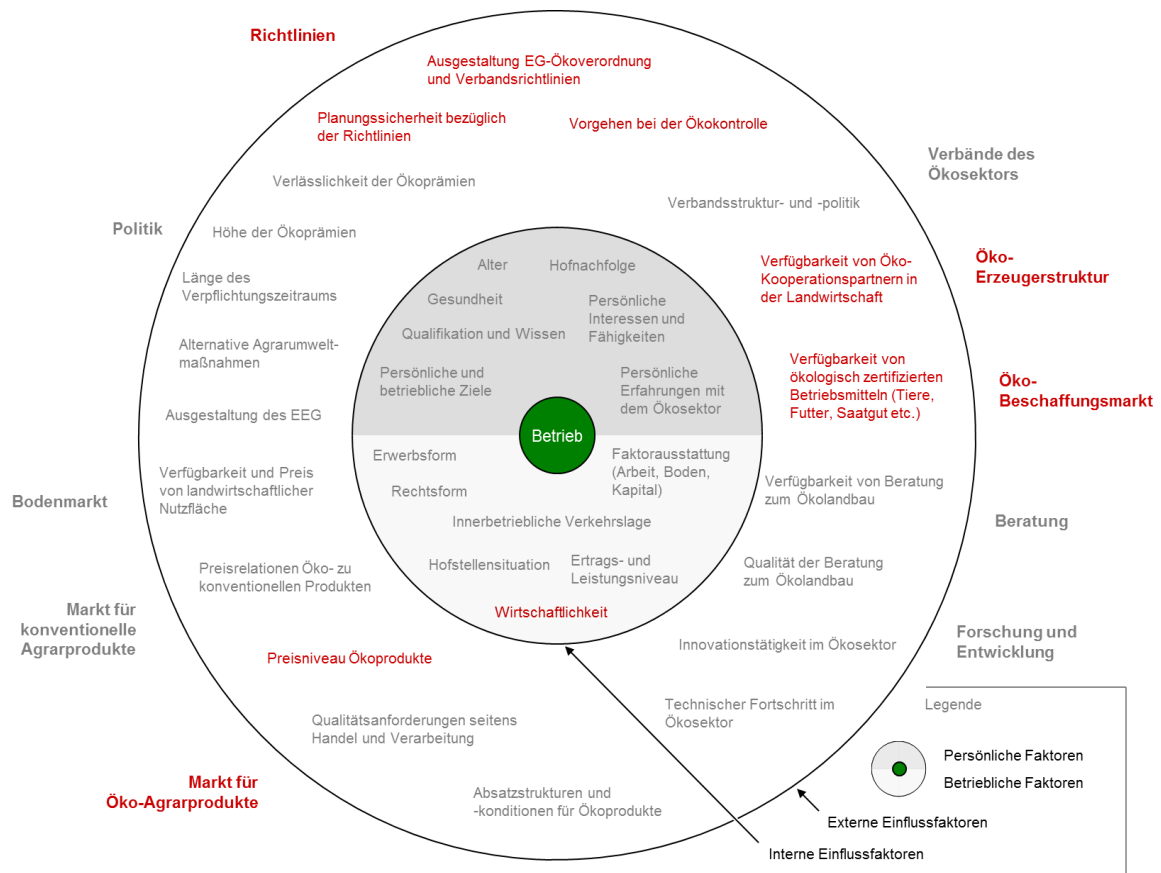 Richtlinien
Ausgestaltung EG-Ökoverordnung
und Verbandsrichtlinien
Planungssicherheit bezüglich
der Richtlinien
Vorgehen bei der Ökokontrolle
Verbände des
Ökosektors
Verlässlichkeit der Ökoprämien
Verbandsstruktur- und -politik
Politik
Höhe der Ökoprämien
Öko-
Erzeugerstruktur
Verfügbarkeit von Öko-
Kooperationspartnern in
der Landwirtschaft
Länge des
Verpflichtungszeitraums
Alter
Hofnachfolge
Gesundheit
Persönliche
Interessen und
Fähigkeiten
Qualifikation und Wissen
Alternative Agrarumwelt-
maßnahmen
Persönliche und
betriebliche Ziele
Persönliche
Erfahrungen mit
dem Ökosektor
Verfügbarkeit von
ökologisch zertifizierten
Betriebsmitteln (Tiere,
Futter, Saatgut etc.)
Öko-
Beschaffungsmarkt
Ausgestaltung des EEG
Betrieb
Erwerbsform
Faktorausstattung
(Arbeit, Boden,
Kapital)
Rechtsform
Bodenmarkt
Verfügbarkeit und Preis
von landwirtschaftlicher
Nutzfläche
Verfügbarkeit von Beratung
zum Ökolandbau
Beratung
Innerbetriebliche Verkehrslage
Hofstellensituation
Ertrags- und
Leistungsniveau
Qualität der Beratung
zum Ökolandbau
Preisrelationen Öko- zu
konventionellen Produkten
Wirtschaftlichkeit
Markt für
konventionelle
Agrarprodukte
Preisniveau Ökoprodukte
Innovationstätigkeit im Ökosektor
Forschung und
Entwicklung
Technischer Fortschritt im
Ökosektor
Qualitätsanforderungen seitens
Handel und Verarbeitung
Markt für
Öko-Agrarprodukte
Absatzstrukturen und
-konditionen für Ökoprodukte
Legende
Persönliche Faktoren
Betriebliche Faktoren
Externe Einflussfaktoren
Interne Einflussfaktoren